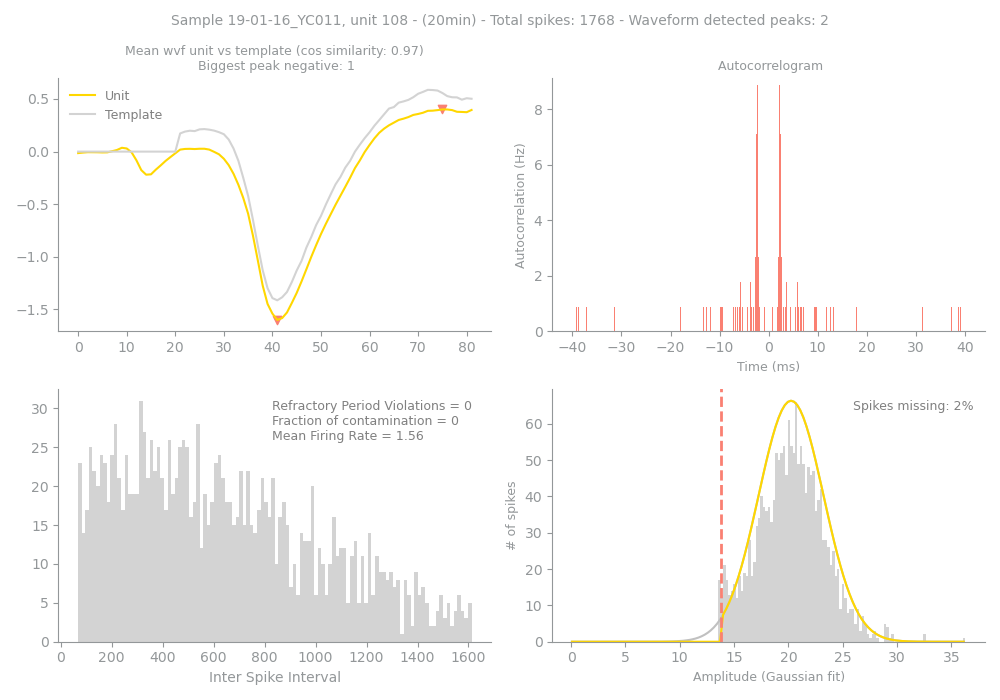 Sample 19-01-16_YC011, unit 108 - (20min) - Total spikes: 1768 - Waveform detected peaks: 2
Mean wvf unit vs template (cos similarity: 0.97)
Biggest peak negative: 1
Unit
Template
0.5
0.0
−0.5
−1.0
−1.5
0 10 20 30 40 50 60 70 80
Autocorrelogram
Autocorrelation (Hz)
8
6
4
2
0
−40 −30 −20 −10 0 10 20 30 40
Time (ms)
Refractory Period Violations = 0
Fraction of contamination = 0
Mean Firing Rate = 1.56
30
25
20
15
10
5
0
0 200 400 600 800 1000 1200 1400 1600
Inter Spike Interval
Spikes missing: 2%
# of spikes
60
50
40
30
20
10
0
0 5 10 15 20 25 30 35
Amplitude (Gaussian fit)